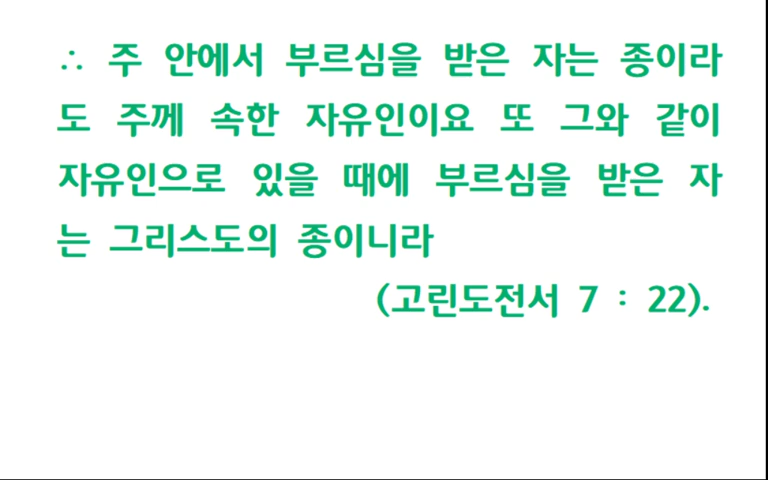 ∴ 주 안에서 부르심을 받은 자는 종이라
도 주께 속한 자유인이요 또 그와 같이
자유인으로 있을 때에 부르심을 받은 자
는 그리스도의 종이니라
(고린도전서 7 : 22).